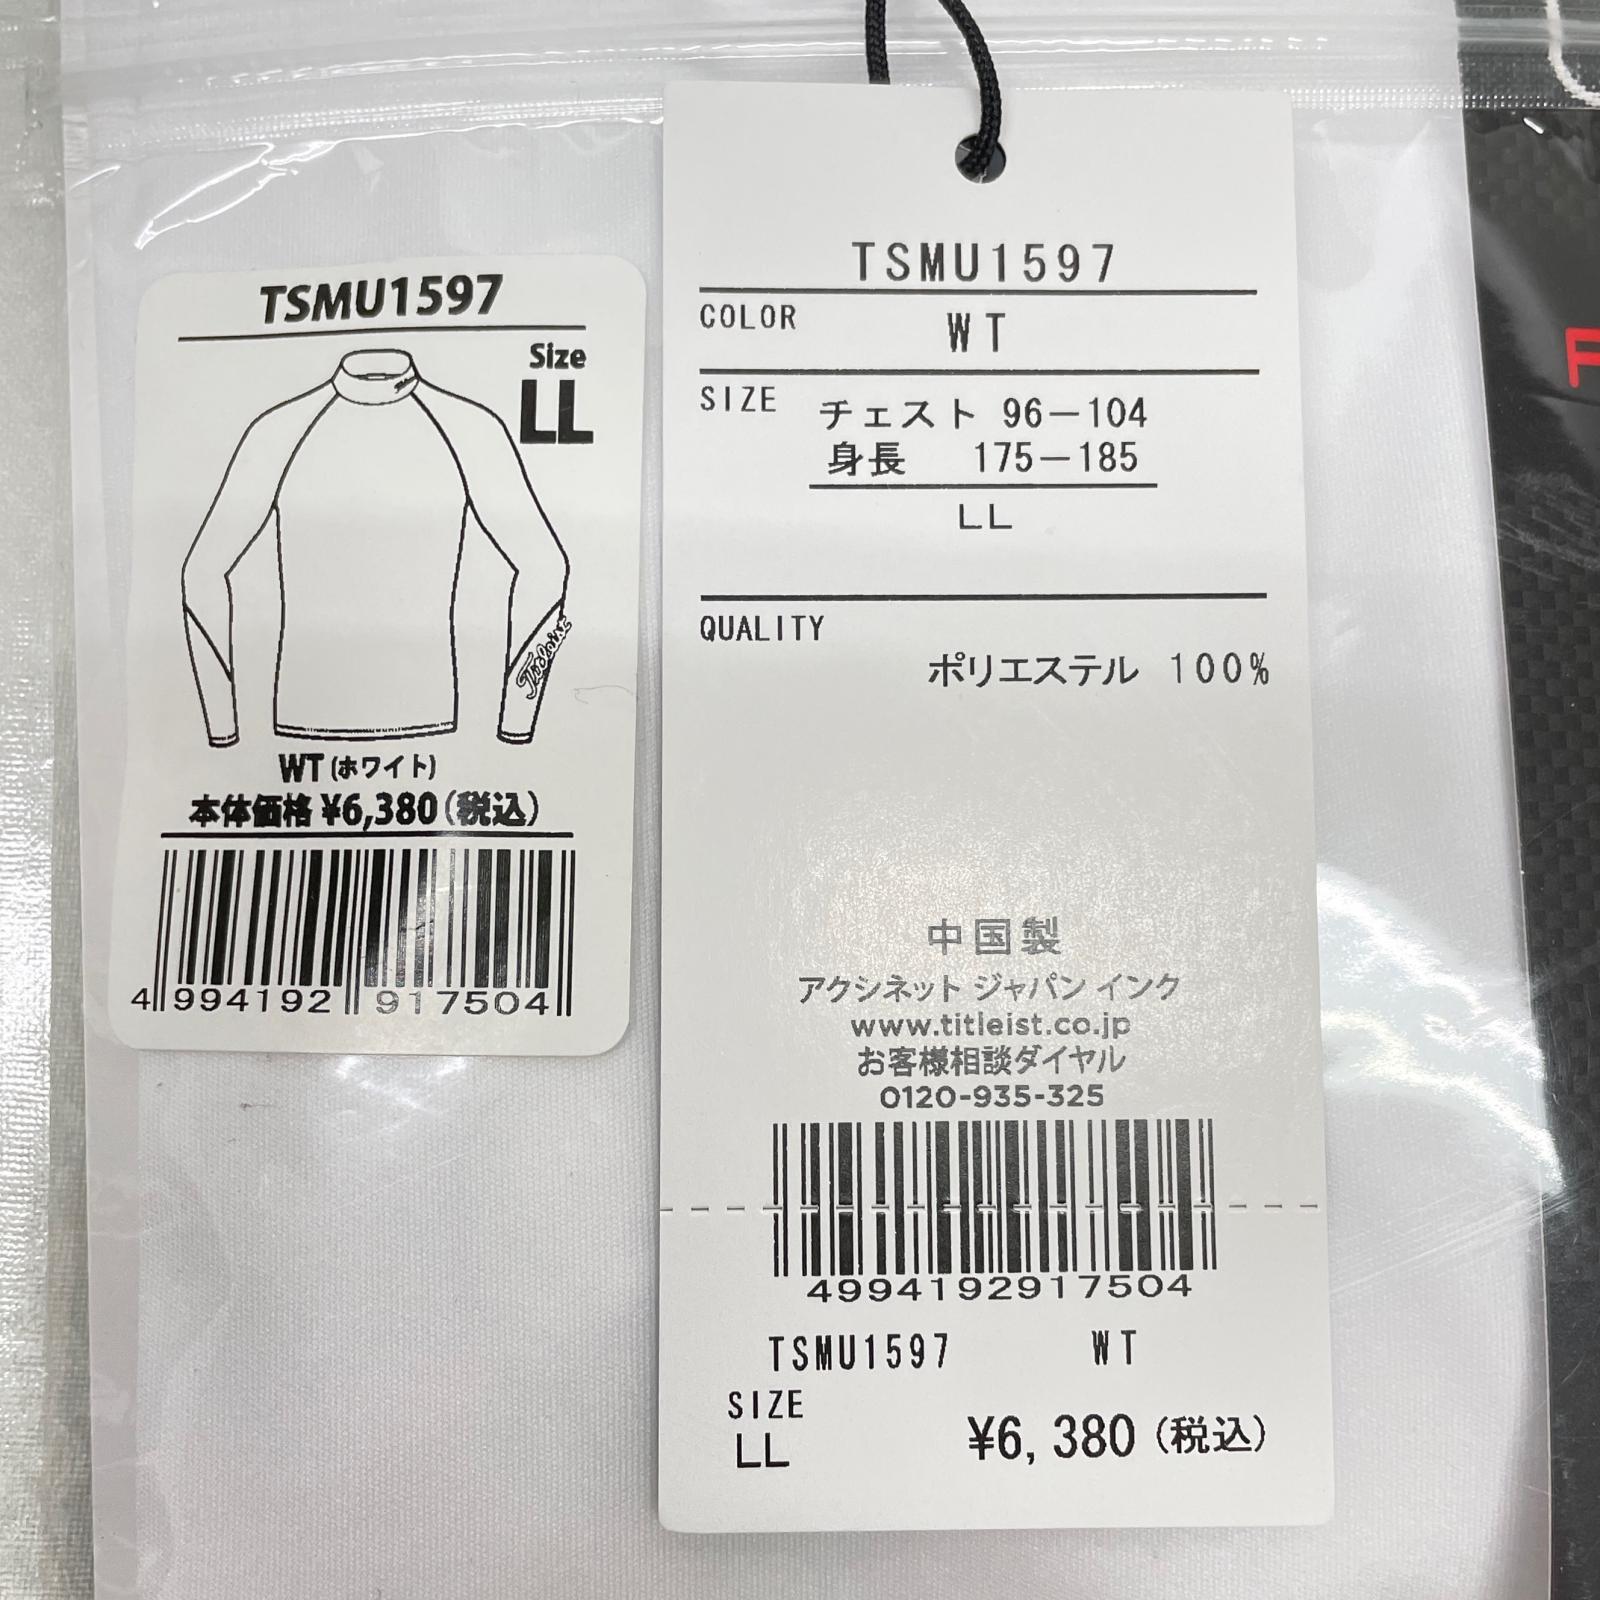 TSMU1597
Size
LL
Titleist
WT (ホワイト)
本体価格 ¥6,380(税込)
4 994192 917504
TSMU1597
COLOR WT
SIZE チェスト 96－104
身長 175－185
LL
QUALITY
ポリエステル 100%
中国製
アクシネット ジャパン インク
www.titleist.co.jp
お客様相談ダイヤル
0120-935-325
4994192917504
TSMU1597 WT
SIZE
LL ¥6,380(税込)
F